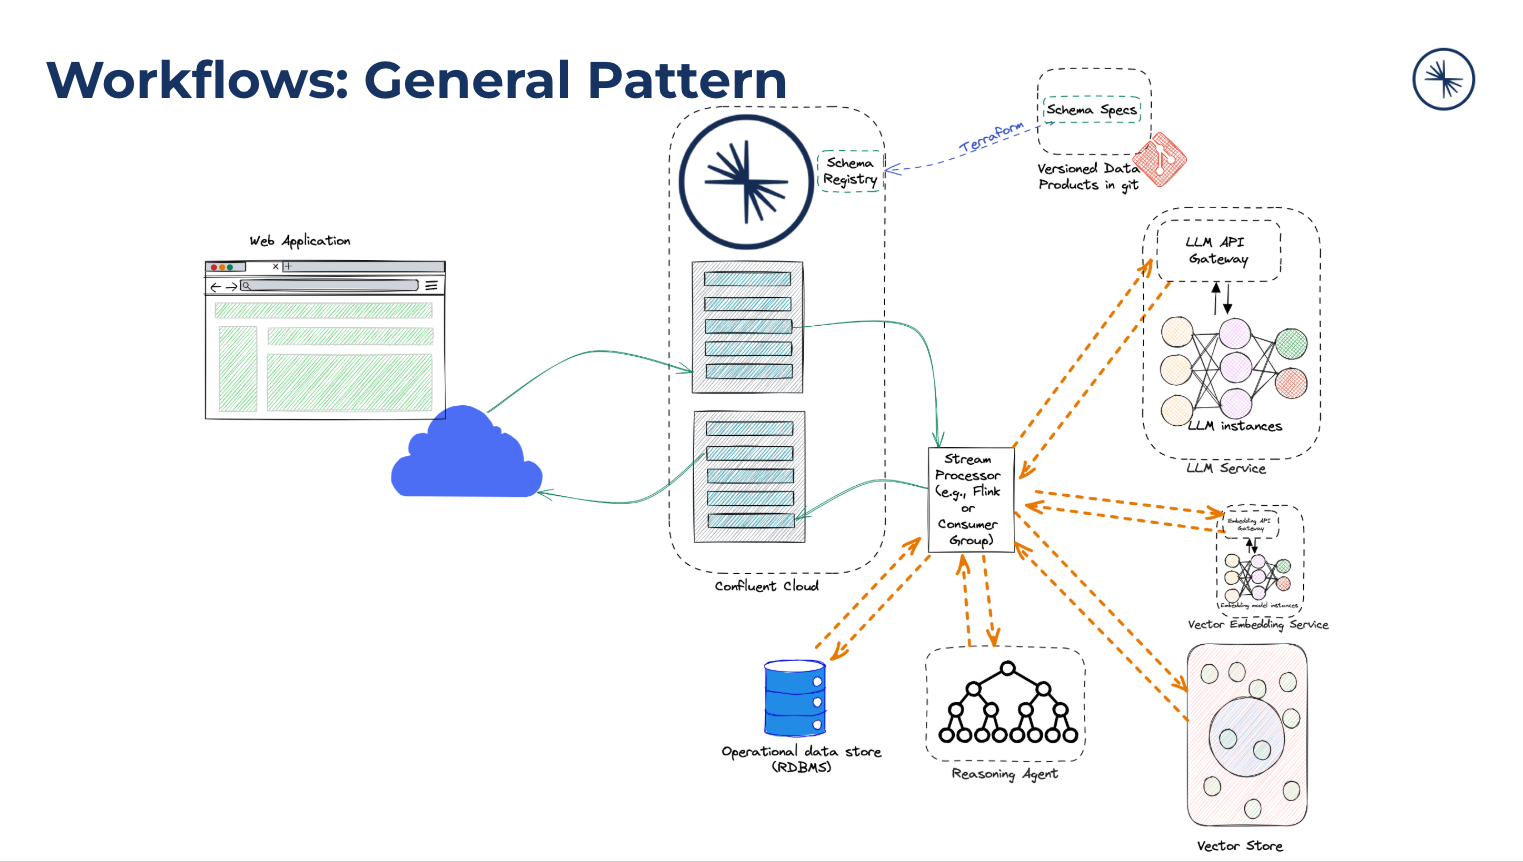 Workflows: General Pattern
Schema Specs
Terraform
Versioned Data
Products in git
Schema
Registry
Web Application
LLM API
Gateway
LLM instances
LLM Service
Stream
Processor
(e.g., Flink
or
Consumer
Group)
Embedding API
Gateway
Embedding model instances
Vector Embedding Service
Confluent Cloud
Operational data store
(RDBMS)
Reasoning Agent
Vector Store